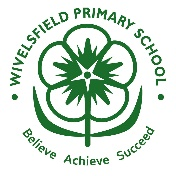 • WIVELSFIELD PRIMARY SCHOOL •
Believe Achieve Succeed